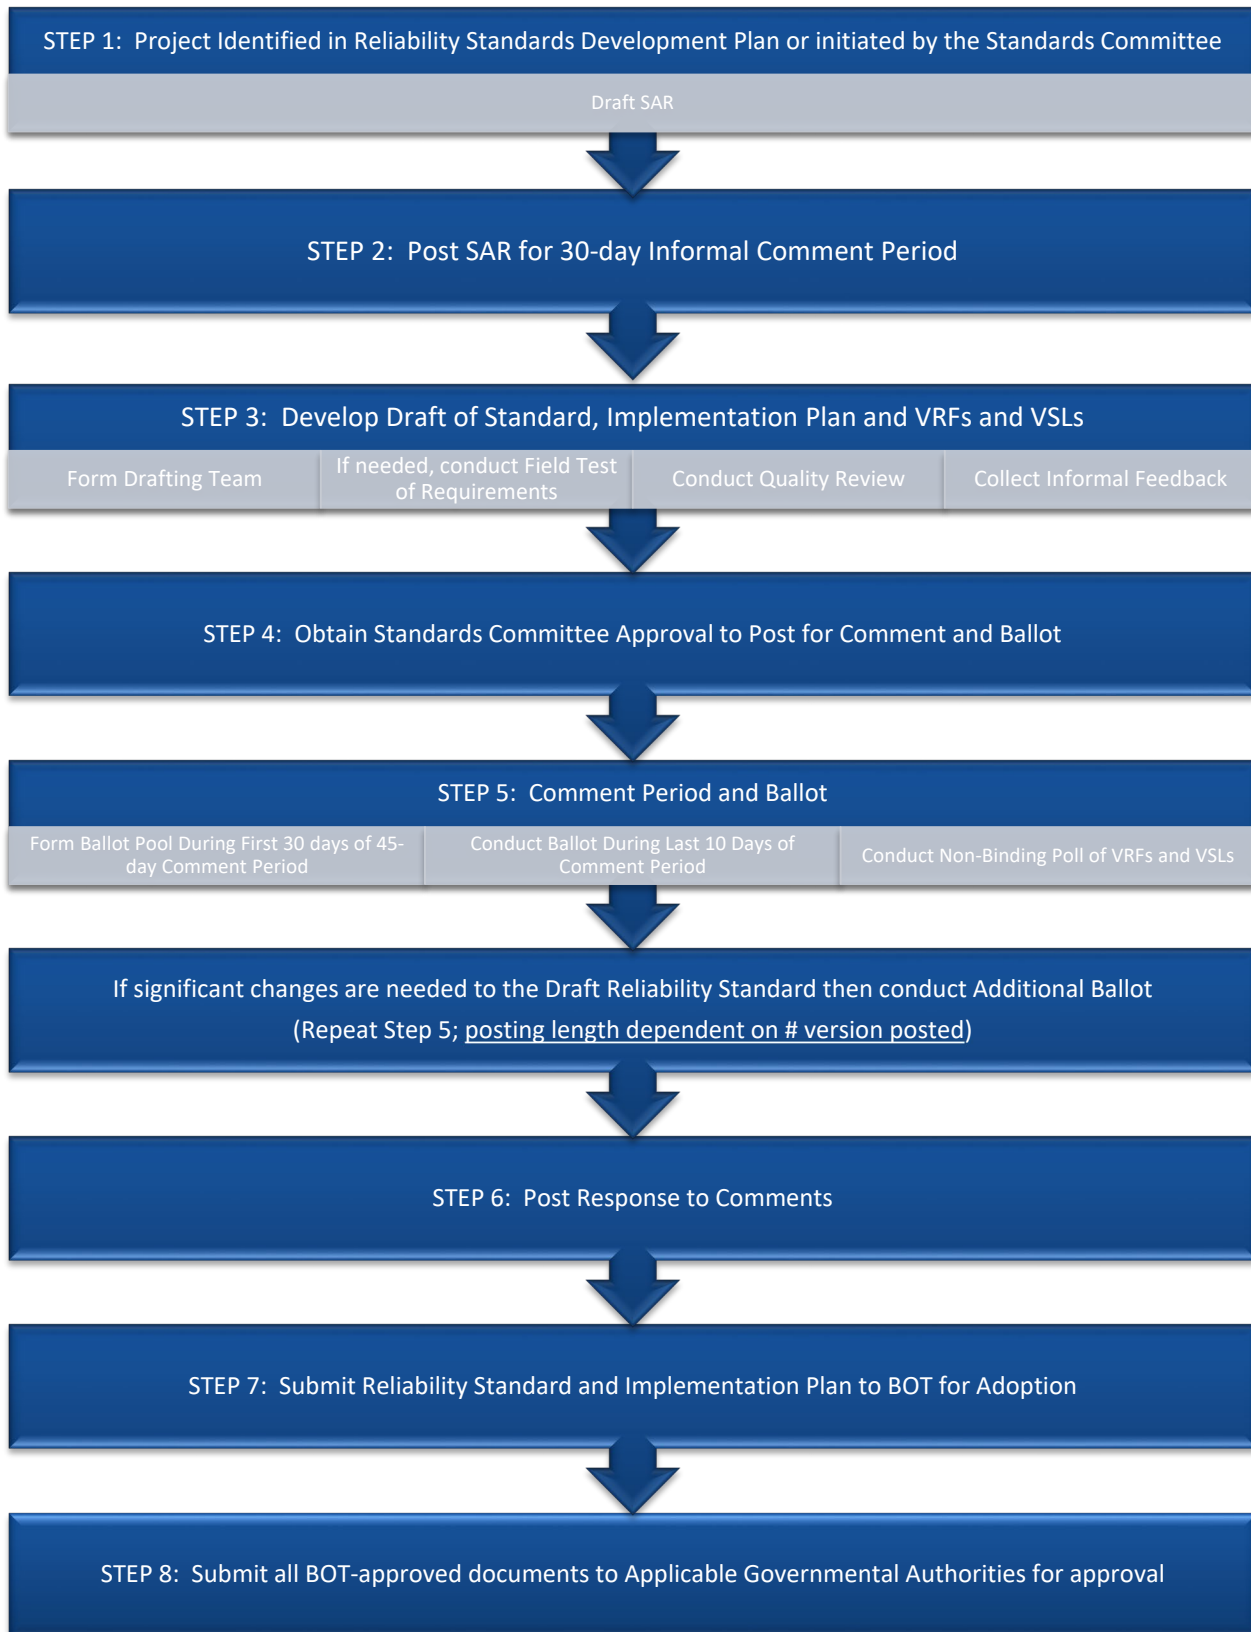 STEP 1: Project Identified in Reliability Standards Development Plan or initiated by the Standards Committee
Draft SAR
STEP 2: Post SAR for 30-day Informal Comment Period
STEP 3: Develop Draft of Standard, Implementation Plan and VRFs and VSLs
Form Drafting Team
If needed, conduct Field Test
of Requirements
Conduct Quality Review
Collect Informal Feedback
STEP 4: Obtain Standards Committee Approval to Post for Comment and Ballot
STEP 5: Comment Period and Ballot
Form Ballot Pool During First 30 days of 45-
day Comment Period
Conduct Ballot During Last 10 Days of
Comment Period
Conduct Non-Binding Poll of VRFs and VSLs
If significant changes are needed to the Draft Reliability Standard then conduct Additional Ballot
(Repeat Step 5; posting length dependent on # version posted)
STEP 6: Post Response to Comments
STEP 7: Submit Reliability Standard and Implementation Plan to BOT for Adoption
STEP 8: Submit all BOT-approved documents to Applicable Governmental Authorities for approval